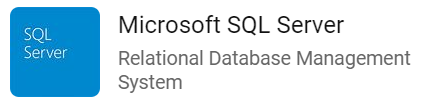 SQL
Server
Microsoft SQL Server
Relational Database Management
System